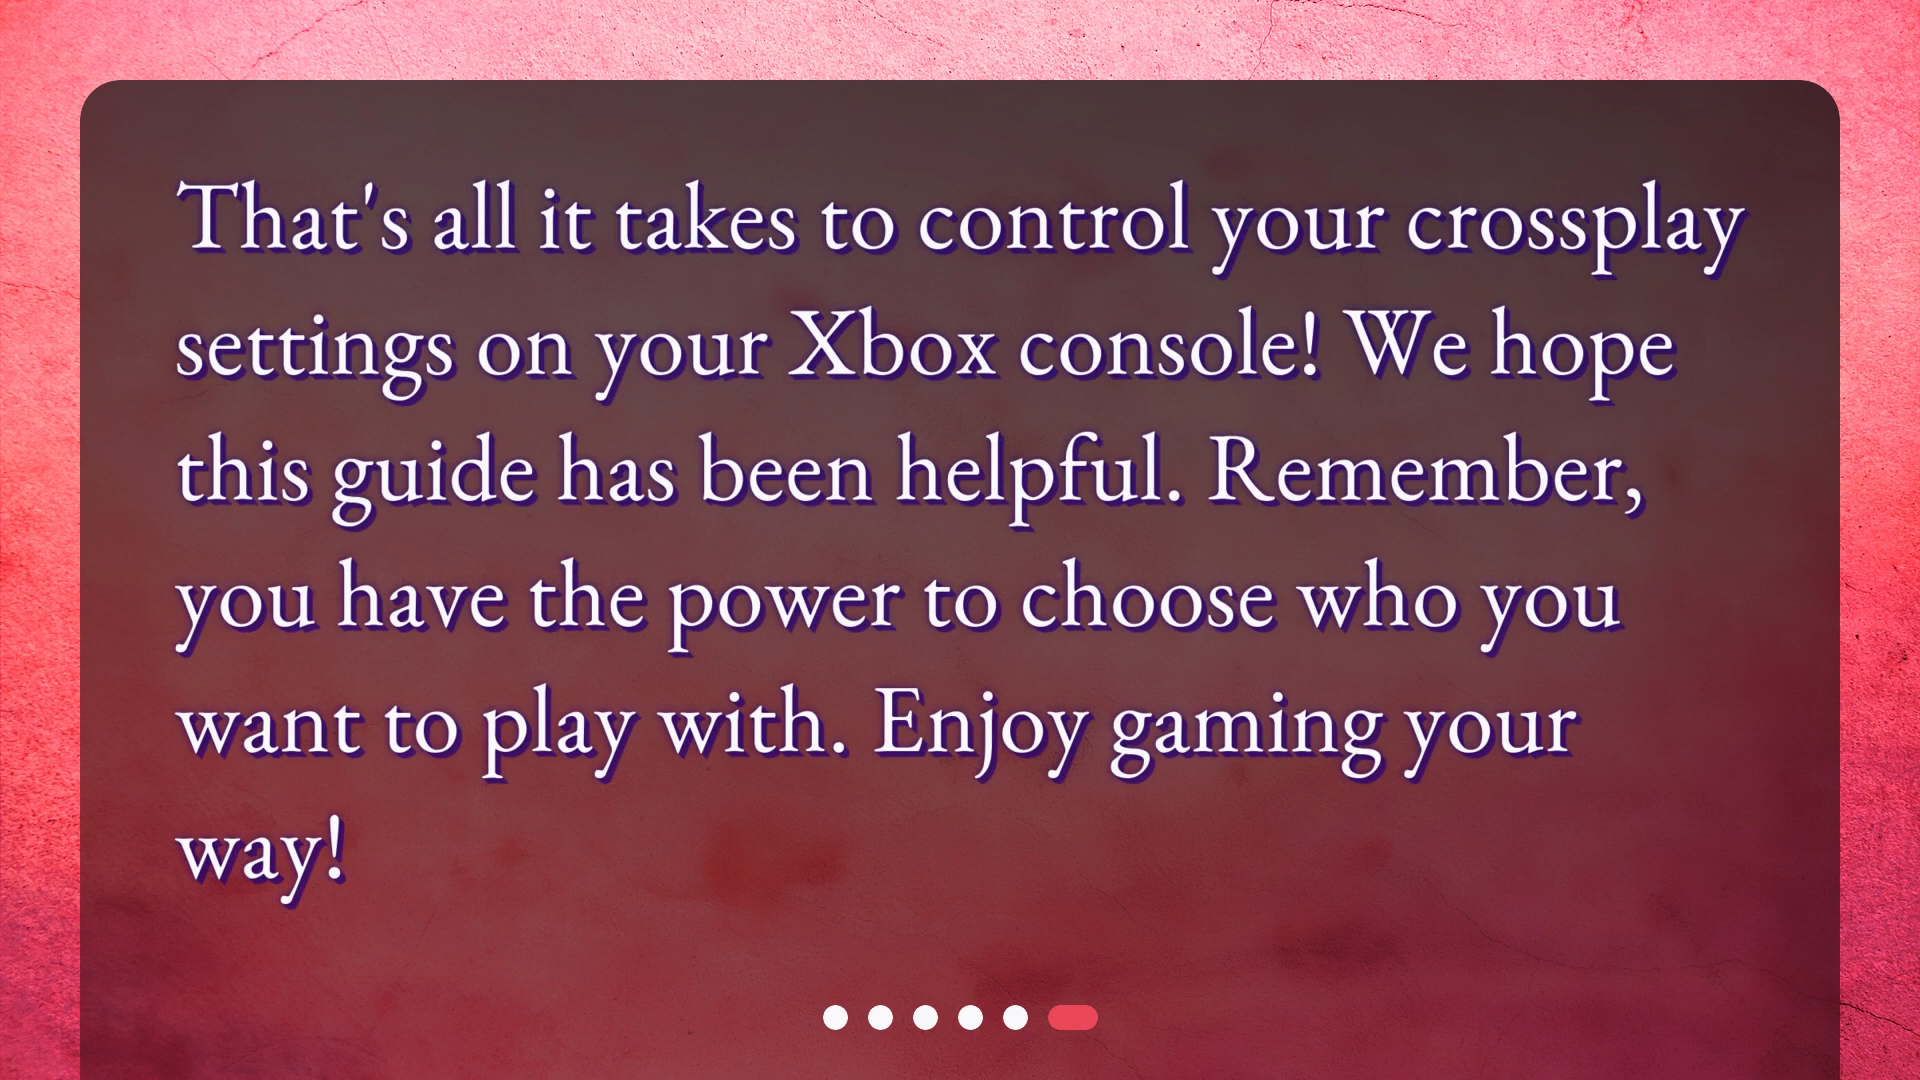 That's all it takes to control your crossplay
settings on your Xbox console! We hope
this guide has been helpful. Remember,
you have the power to choose who you
want to play with. Enjoy gaming your
way!